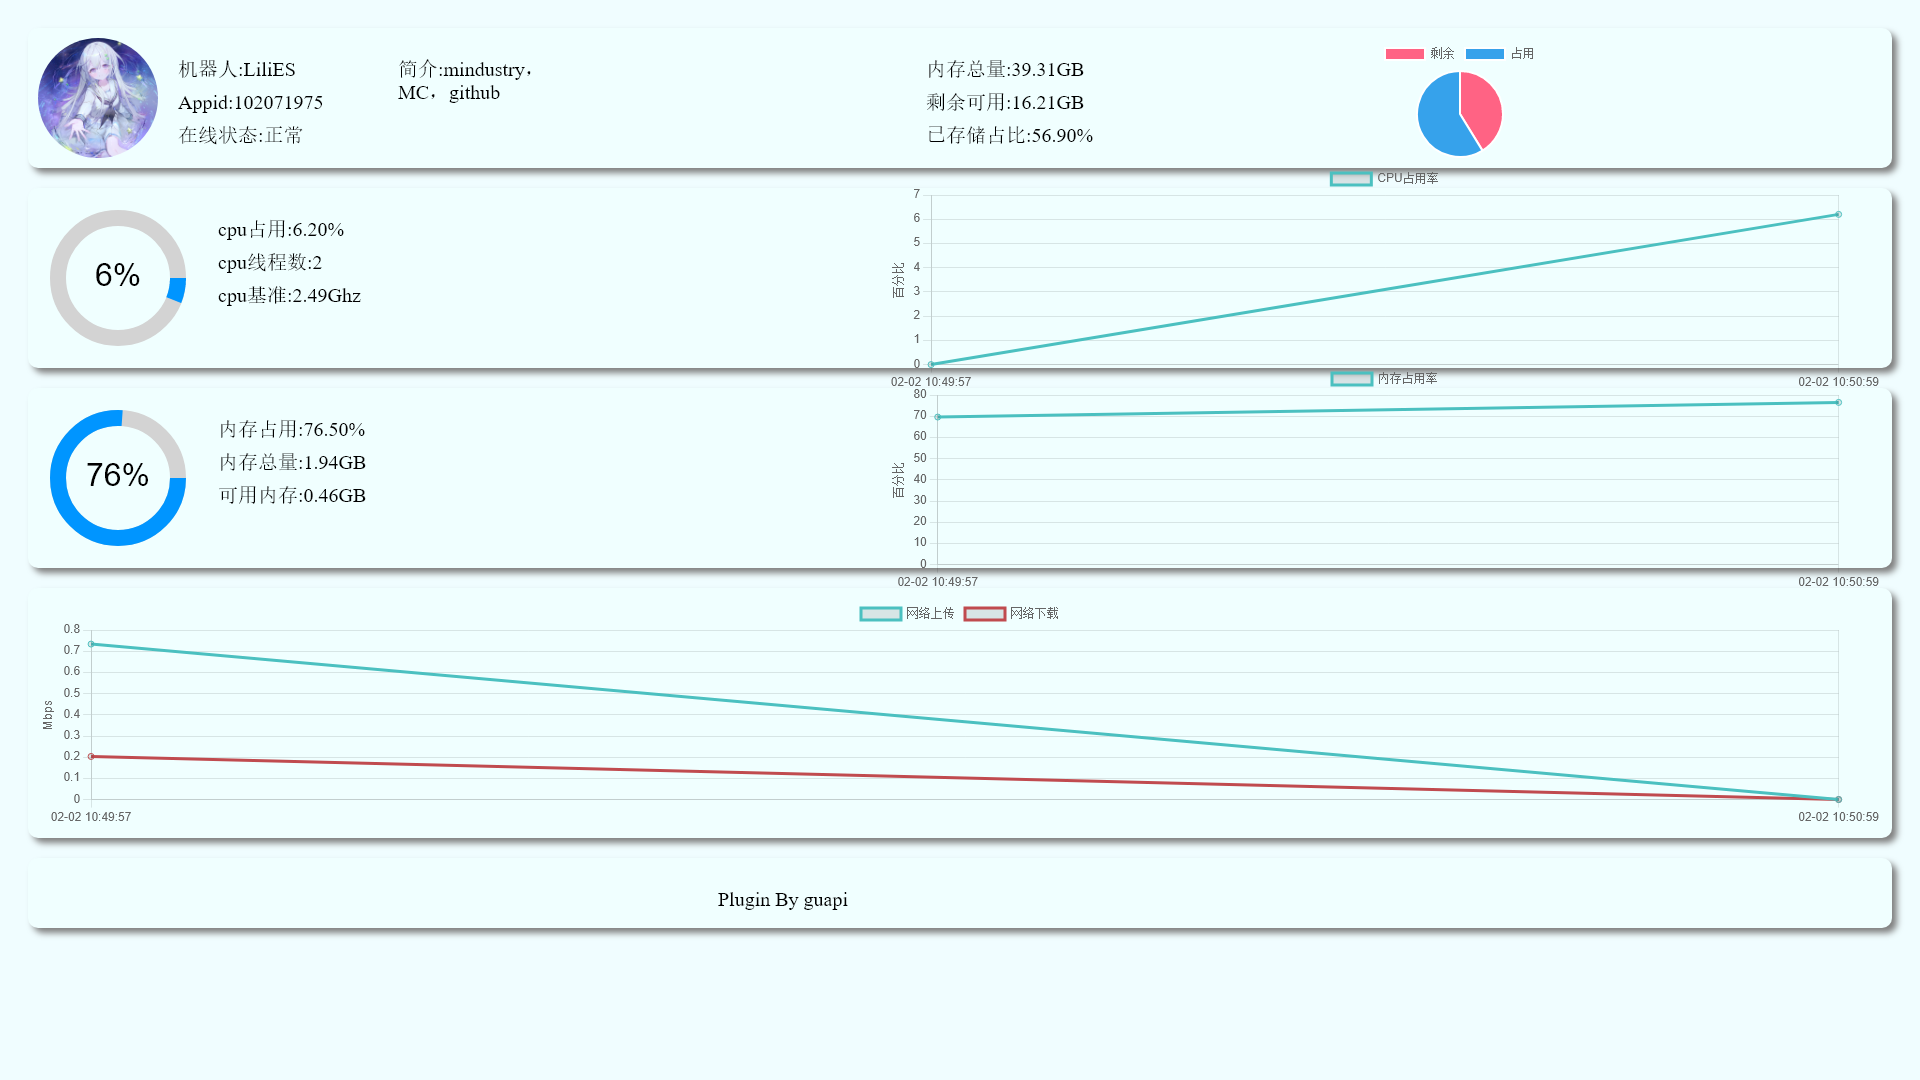 机器人:LiliES
Appid:102071975
在线状态:正常
简介:mindustry，
MC，github
内存总量:39.31GB
剩余可用:16.21GB
已存储占比:56.90%
剩余 占用
6%
cpu占用:6.20%
cpu线程数:2
cpu基准:2.49Ghz
CPU占用率
百分比
7
6
5
4
3
2
1
0
02-02 10:49:57 02-02 10:50:59
76%
内存占用:76.50%
内存总量:1.94GB
可用内存:0.46GB
内存占用率
百分比
80
70
60
50
40
30
20
10
0
02-02 10:49:57 02-02 10:50:59
网络上传 网络下载
Mbps
0.8
0.7
0.6
0.5
0.4
0.3
0.2
0.1
0
02-02 10:49:57 02-02 10:50:59
Plugin By guapi